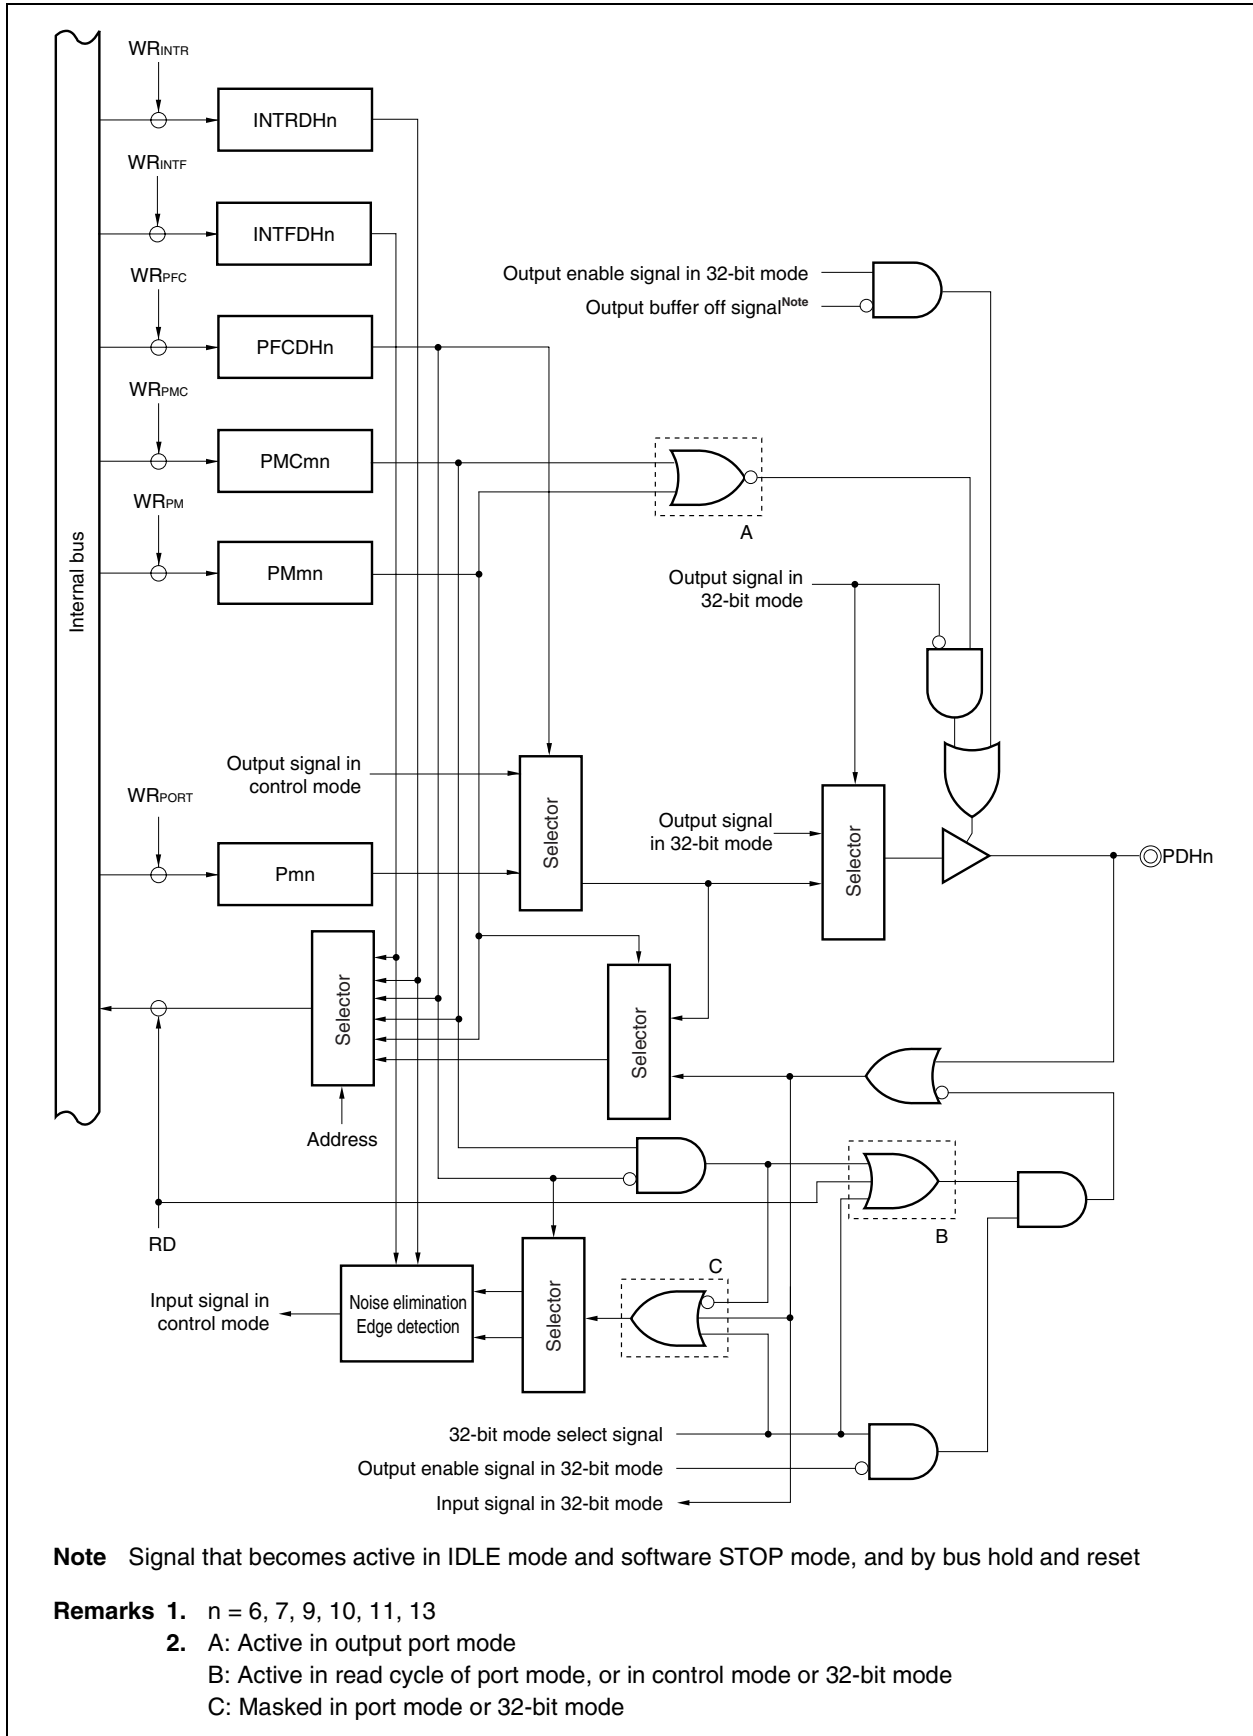 WRINTR
INTRDHn
WRINTF
INTFDHn
Output enable signal in 32-bit mode
Output buffer off signalNote
WRPFC
PFCDHn
WRPMC
PMCmn
A
WRPM
PMmn
Internal bus
Output signal in
32-bit mode
Output signal in
control mode
Selector
WRPORT
Pmn
Output signal
in 32-bit mode
Selector
PDHn
Selector
Selector
Address
RD
B
C
Input signal in
control mode
Noise elimination
Edge detection
Selector
32-bit mode select signal
Output enable signal in 32-bit mode
Input signal in 32-bit mode
Note Signal that becomes active in IDLE mode and software STOP mode, and by bus hold and reset
Remarks 1. n = 6, 7, 9, 10, 11, 13
2. A: Active in output port mode
B: Active in read cycle of port mode, or in control mode or 32-bit mode
C: Masked in port mode or 32-bit mode